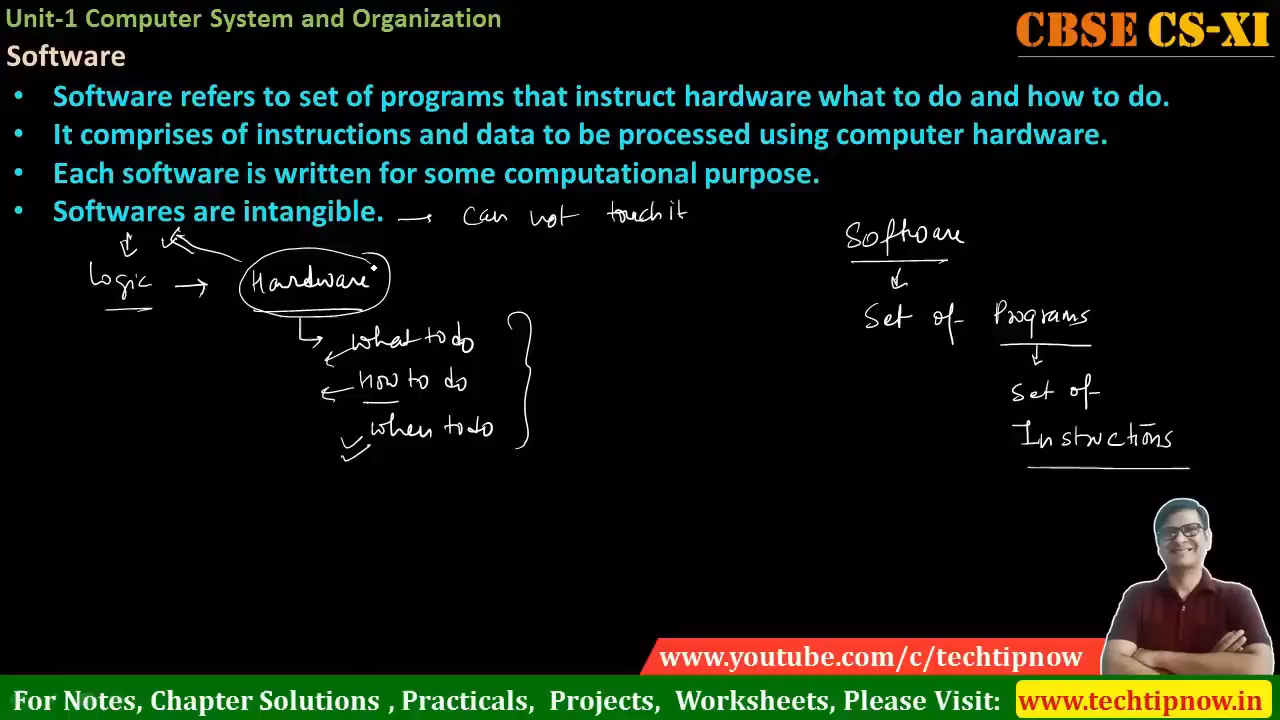 Unit-1 Computer System and Organization
CBSE CS-XI
Software
• Software refers to set of programs that instruct hardware what to do and how to do.
• It comprises of instructions and data to be processed using computer hardware.
• Each software is written for some computational purpose.
• Softwares are intangible. → can not touch it
Software
Logic → Hardware
Set of Programs
what to do
how to do
Set of
when to do
Instructions
www.youtube.com/c/techtipnow
For Notes, Chapter Solutions , Practicals, Projects, Worksheets, Please Visit: www.techtipnow.in